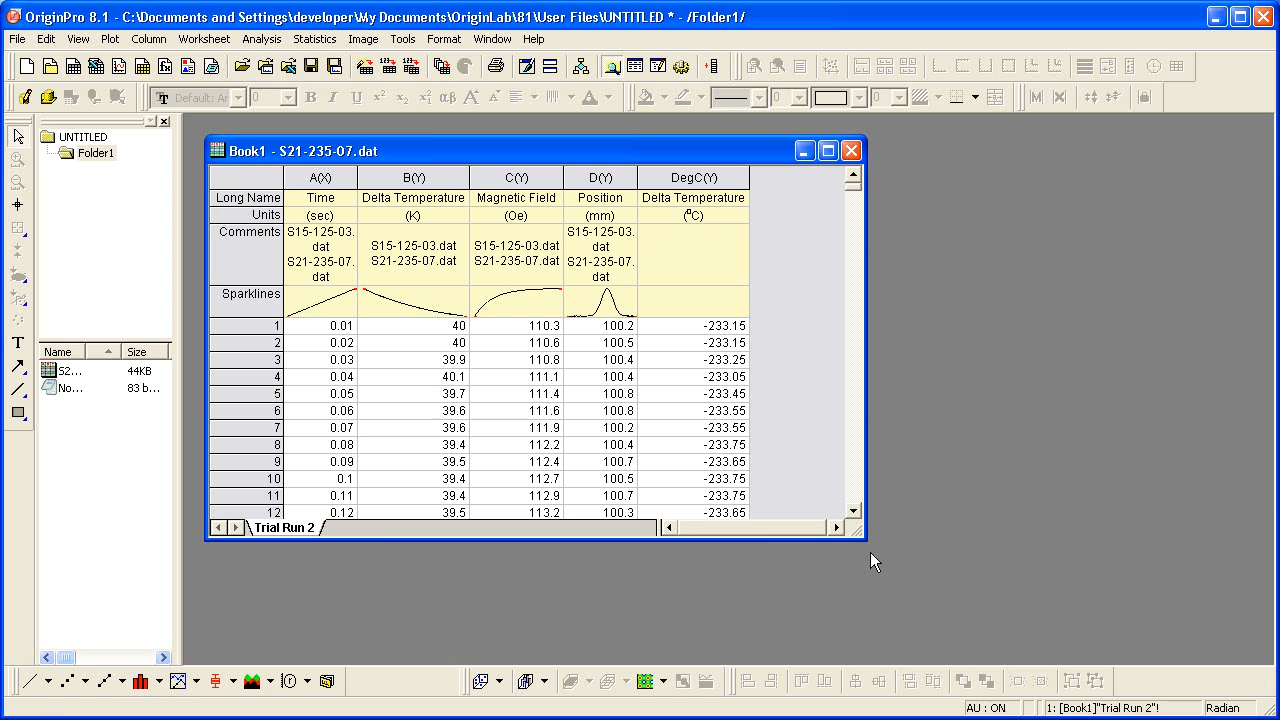 OriginPro 8.1 - C:\Documents and Settings\developer\My Documents\OriginLab\81\User Files\UNTITLED * - /Folder1/
File Edit View Plot Column Worksheet Analysis Statistics Image Tools Format Window Help
Default: Ar 0 B I U x² x₂ αβ A A A 0 0
UNTITLED
Folder1
Name Size
S2... 44KB
No... 83 b...
T
Book1 - S21-235-07.dat
A(X) B(Y) C(Y) D(Y) DegC(Y)
Long Name Time Delta Temperature Magnetic Field Position Delta Temperature
Units (sec) (K) (Oe) (mm) (ºC)
Comments S15-125-03.dat S21-235-07.dat S15-125-03.dat S21-235-07.dat S15-125-03.dat S21-235-07.dat S15-125-03.dat S21-235-07.dat
Sparklines
1 0.01 40 110.3 100.2 -233.15
2 0.02 40 110.6 100.5 -233.15
3 0.03 39.9 110.8 100.4 -233.25
4 0.04 40.1 111.1 100.4 -233.05
5 0.05 39.7 111.4 100.8 -233.45
6 0.06 39.6 111.6 100.8 -233.55
7 0.07 39.6 111.9 100.2 -233.55
8 0.08 39.4 112.2 100.4 -233.75
9 0.09 39.5 112.4 100.7 -233.65
10 0.1 39.4 112.7 100.5 -233.75
11 0.11 39.4 112.9 100.7 -233.75
12 0.12 39.5 113.2 100.3 -233.65
Trial Run 2
AU : ON 1: [Book1]"Trial Run 2"! Radian